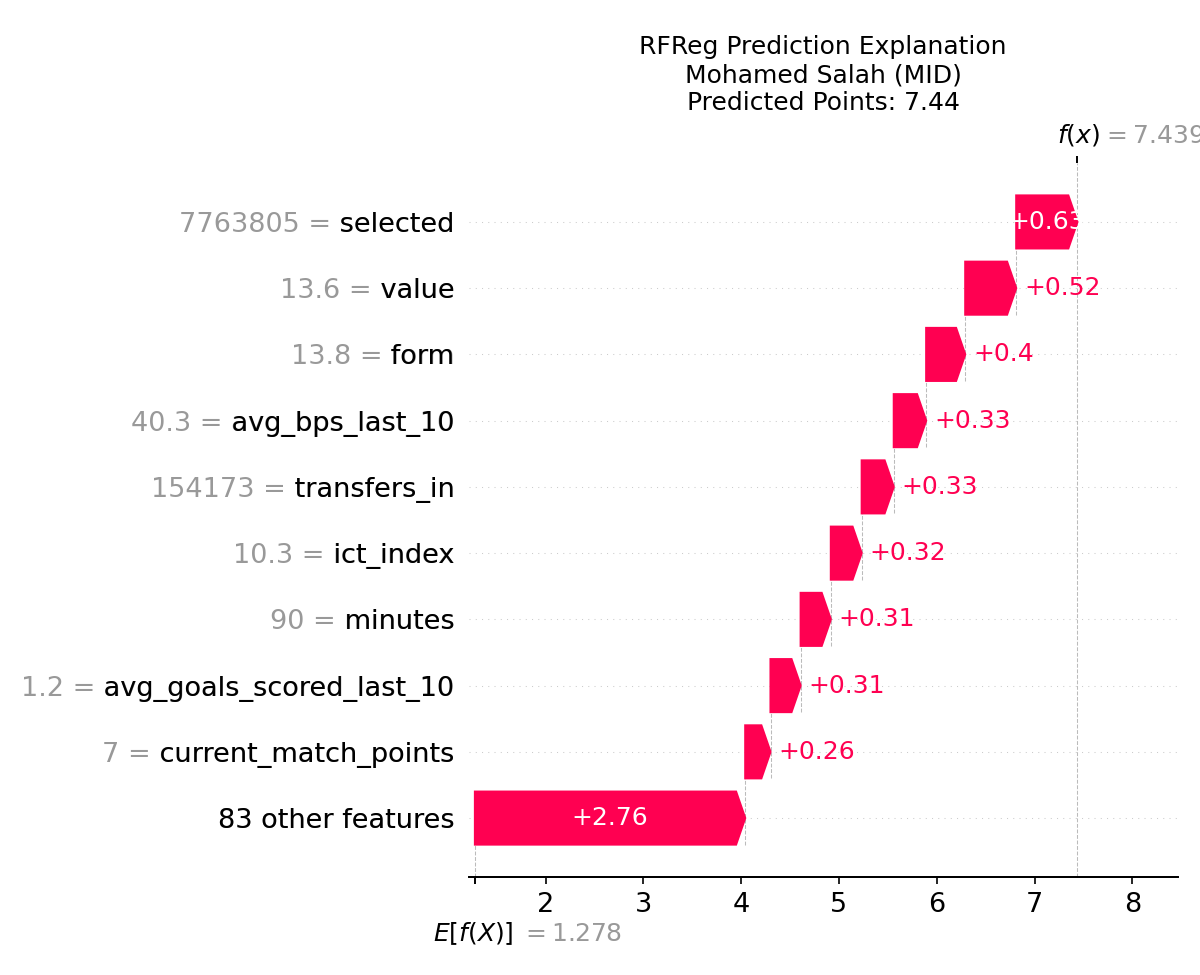 RFReg Prediction Explanation
Mohamed Salah (MID)
Predicted Points: 7.44
f(x) = 7.439
7763805 = selected
+0.63
13.6 = value
+0.52
13.8 = form
+0.4
40.3 = avg_bps_last_10
+0.33
154173 = transfers_in
+0.33
10.3 = ict_index
+0.32
90 = minutes
+0.31
1.2 = avg_goals_scored_last_10
+0.31
7 = current_match_points
+0.26
83 other features
+2.76
2 3 4 5 6 7 8
E[f(X)] = 1.278